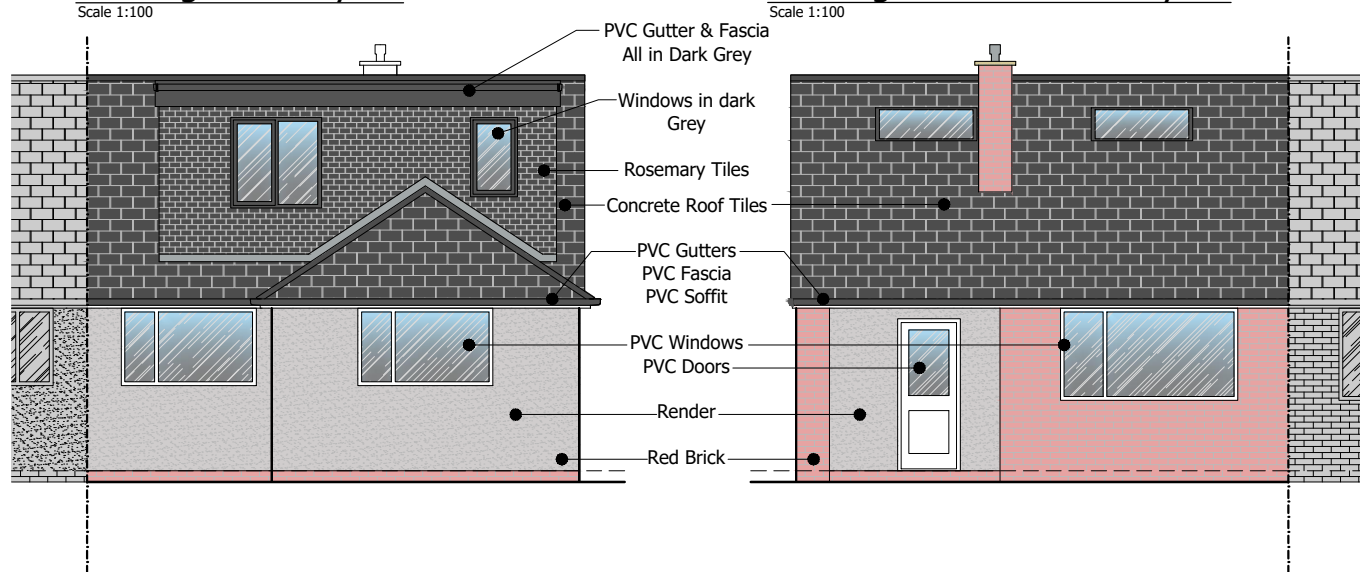 Scale 1:100
Scale 1:100
PVC Gutter & Fascia
All in Dark Grey
Windows in dark
Grey
Rosemary Tiles
Concrete Roof Tiles
PVC Gutters
PVC Fascia
PVC Soffit
PVC Windows
PVC Doors
Render
Red Brick